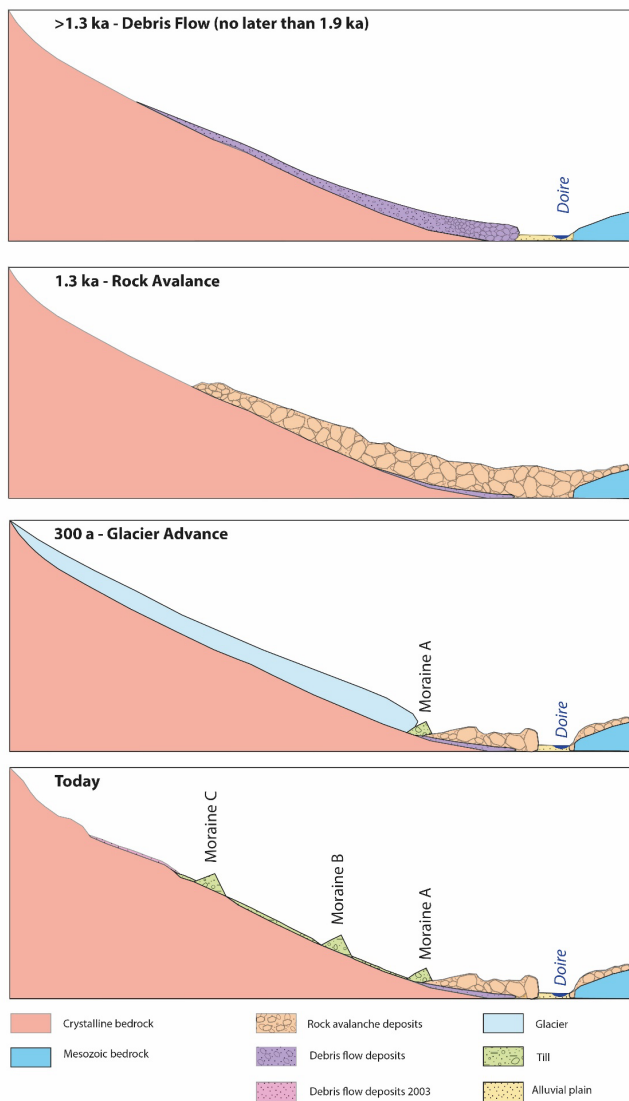 >1.3 ka - Debris Flow (no later than 1.9 ka)
Doire
1.3 ka - Rock Avalance
300 a - Glacier Advance
Moraine A
Doire
Today
Moraine C
Moraine B
Moraine A
Doire
Crystalline bedrock
Mesozoic bedrock
Rock avalanche deposits
Debris flow deposits
Debris flow deposits 2003
Glacier
Till
Alluvial plain